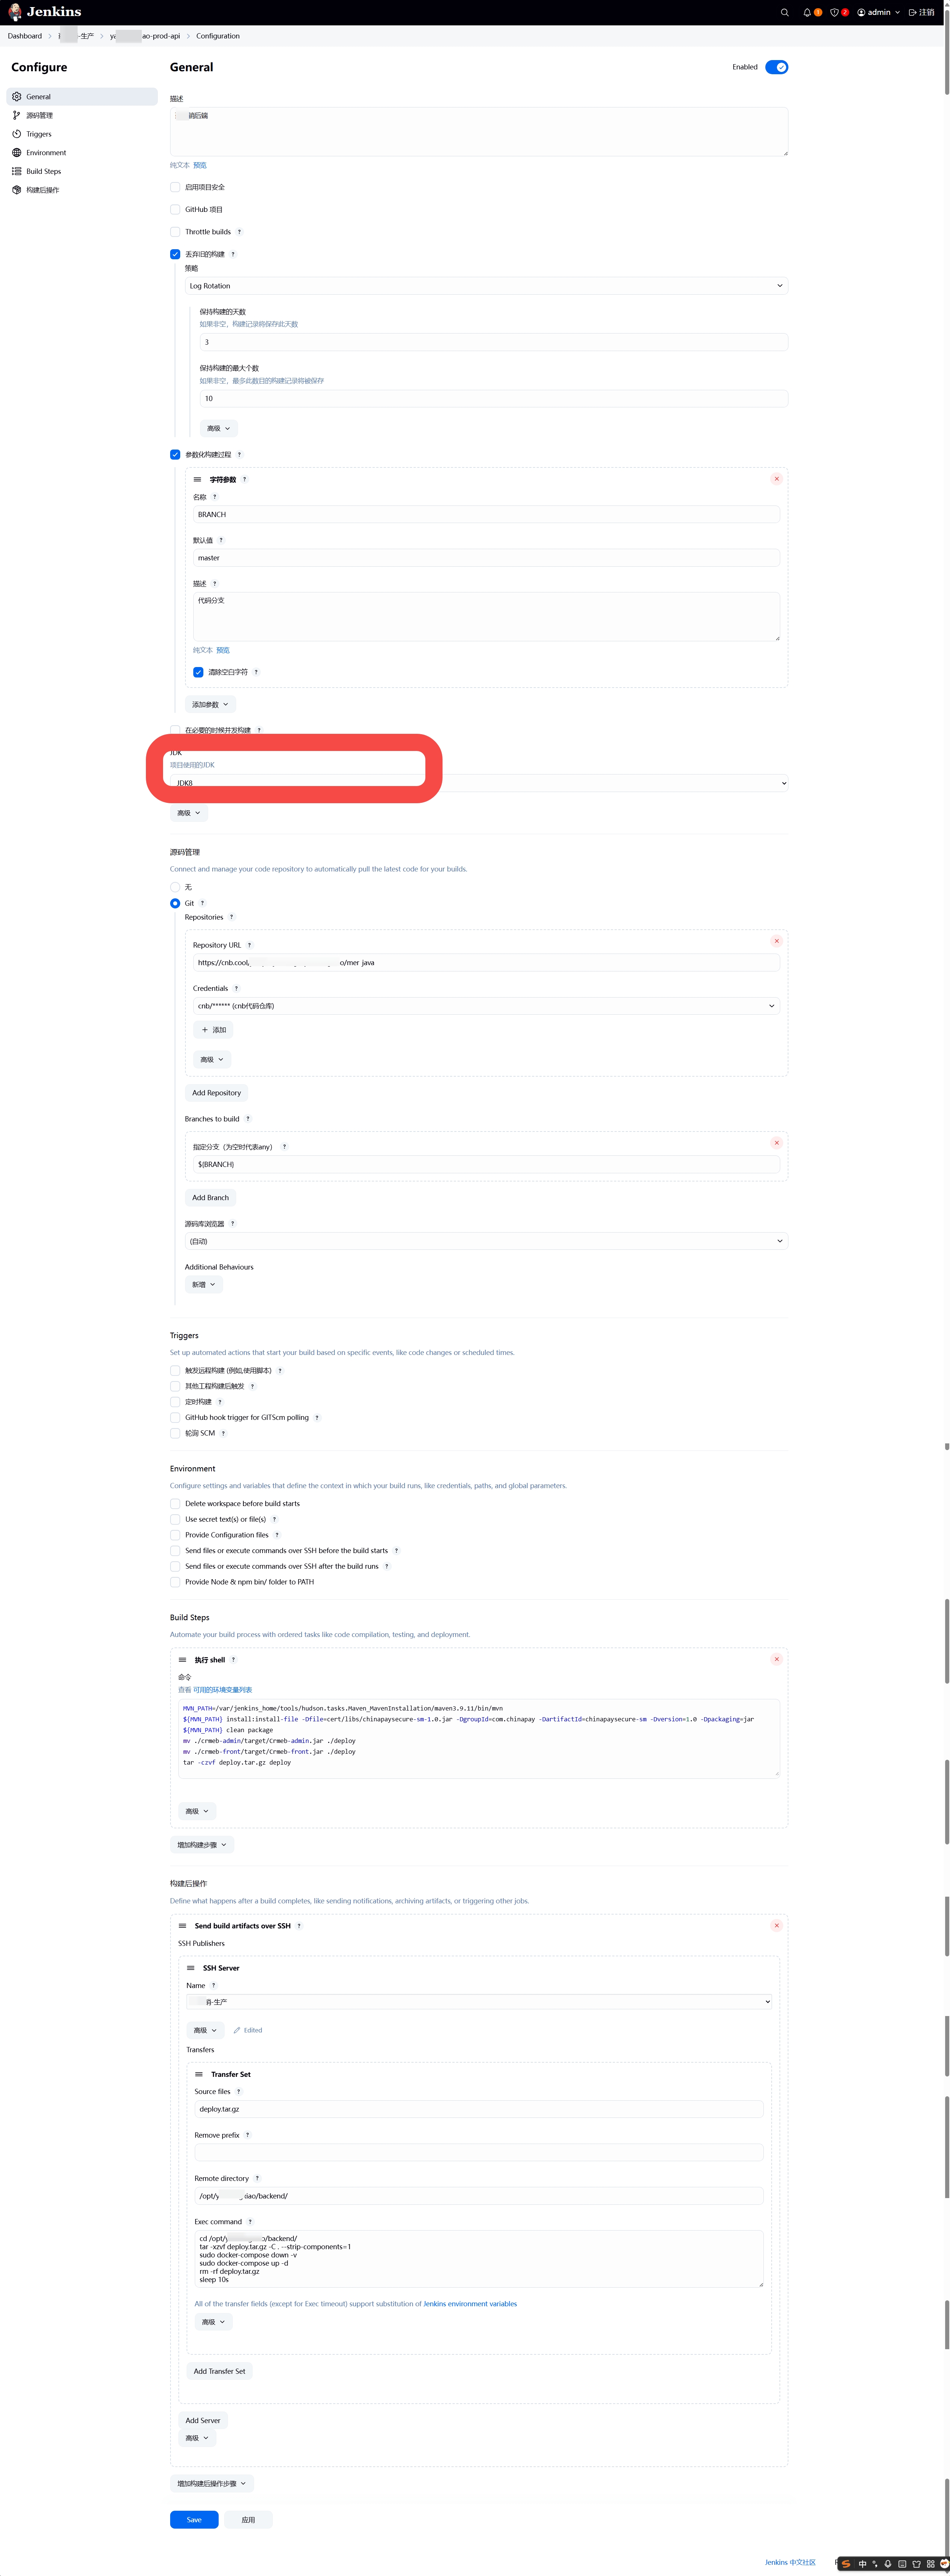 Jenkins
1
2
admin
注销
Dashboard
-生产
ao-prod-api
Configuration
Configure
General
源码管理
Triggers
Environment
Build Steps
构建后操作
General
Enabled
描述
销后端
纯文本 预览
启用项目安全
GitHub 项目
Throttle builds ?
丢弃旧的构建 ?
策略
Log Rotation
保持构建的天数
如果非空，构建记录将保存此天数
3
保持构建的最大个数
如果非空，最多此数目的构建记录将被保存
10
高级
参数化构建过程 ?
字符参数 ?
名称 ?
BRANCH
默认值 ?
master
描述 ?
代码分支
纯文本 预览
清除空白字符 ?
添加参数
在必要的时候并发构建 ?
JDK
项目使用的JDK
JDK8
高级
源码管理
Connect and manage your code repository to automatically pull the latest code for your builds.
无
Git ?
Repositories ?
Repository URL ?
https://cnb.cool/ o/mer_java
Credentials ?
cnb/****** (cnb代码仓库)
添加
高级
Add Repository
Branches to build ?
指定分支（为空时代表any） ?
${BRANCH}
Add Branch
源码库浏览器 ?
(自动)
Additional Behaviours
新增
Triggers
Set up automated actions that start your build based on specific events, like code changes or scheduled times.
触发远程构建 (例如,使用脚本) ?
其他工程构建后触发 ?
定时构建 ?
GitHub hook trigger for GITScm polling ?
轮询 SCM ?
Environment
Configure settings and variables that define the context in which your build runs, like credentials, paths, and global parameters.
Delete workspace before build starts
Use secret text(s) or file(s) ?
Provide Configuration files ?
Send files or execute commands over SSH before the build starts ?
Send files or execute commands over SSH after the build runs ?
Provide Node & npm bin/ folder to PATH
Build Steps
Automate your build process with ordered tasks like code compilation, testing, and deployment.
执行 shell ?
命令
查看 可用的环境变量列表
MVN_PATH=/var/jenkins_home/tools/hudson.tasks.Maven_MavenInstallation/maven3.9.11/bin/mvn
${MVN_PATH} install:install-file -Dfile=cert/libs/chinapaysecure-sm-1.0.jar -DgroupId=com.chinapay -DartifactId=chinapaysecure-sm -Dversion=1.0 -Dpackaging=jar
${MVN_PATH} clean package
mv ./crmeb-admin/target/Crmeb-admin.jar ./deploy
mv ./crmeb-front/target/Crmeb-front.jar ./deploy
tar -czvf deploy.tar.gz deploy
高级
增加构建步骤
构建后操作
Define what happens after a build completes, like sending notifications, archiving artifacts, or triggering other jobs.
Send build artifacts over SSH ?
SSH Publishers
SSH Server
Name ?
肖-生产
高级
Edited
Transfers
Transfer Set
Source files ?
deploy.tar.gz
Remove prefix ?
Remote directory ?
/opt/y iao/backend/
Exec command ?
cd /opt/y o/backend/
tar -xzvf deploy.tar.gz -C . --strip-components=1
sudo docker-compose down -v
sudo docker-compose up -d
rm -rf deploy.tar.gz
sleep 10s
All of the transfer fields (except for Exec timeout) support substitution of Jenkins environment variables
高级
Add Transfer Set
Add Server
高级
增加构建后操作步骤
Save
应用
Jenkins 中文社区
中